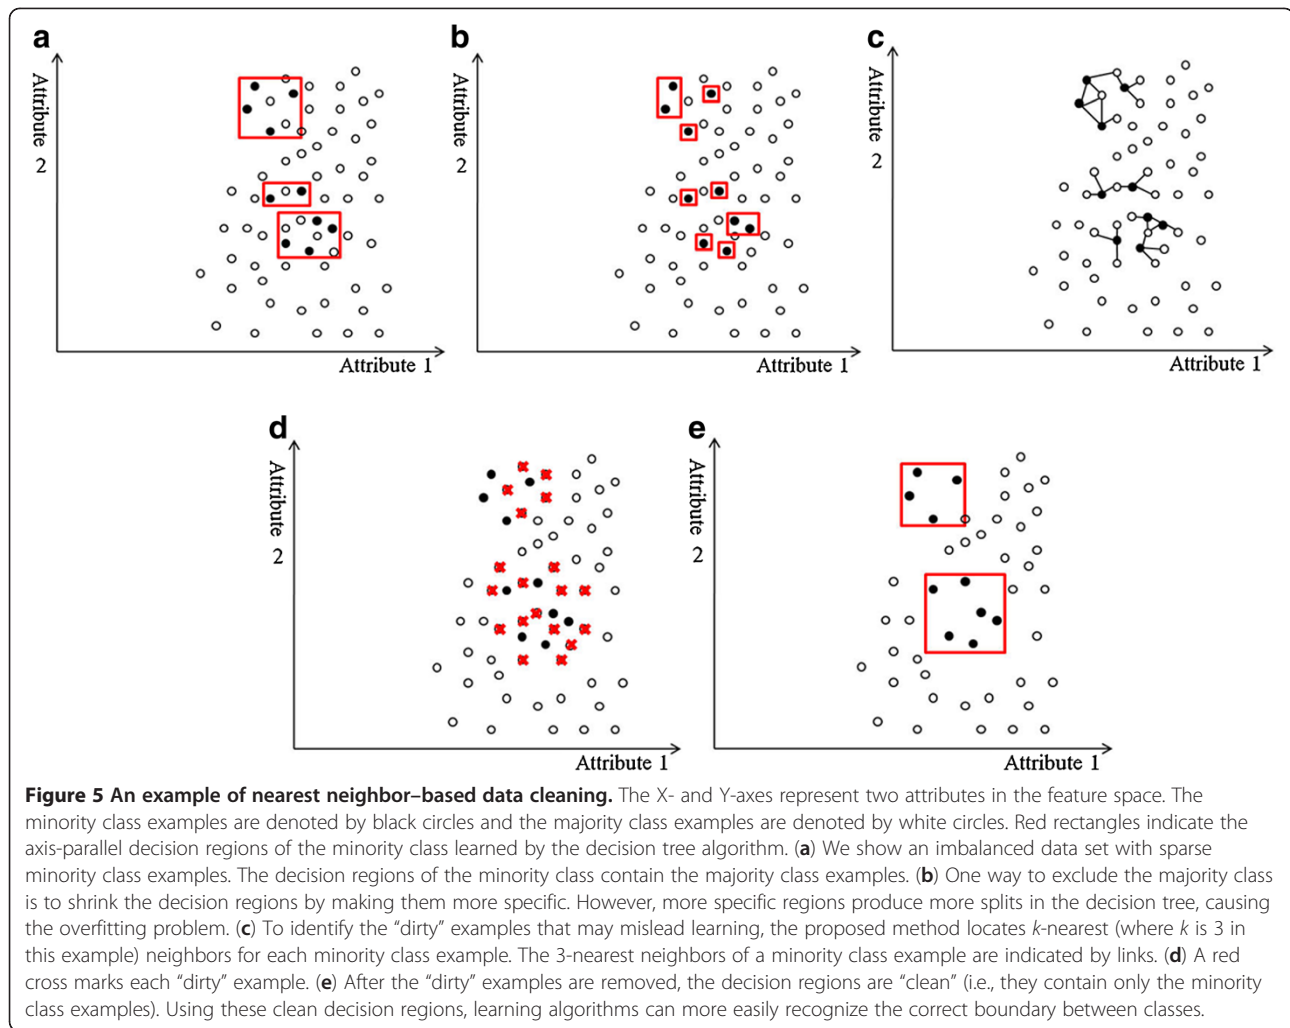 a
b
c
Attribute 2
Attribute 2
Attribute 2
Attribute 1
Attribute 1
Attribute 1
d
e
Attribute 2
Attribute 2
Attribute 1
Attribute 1
Figure 5 An example of nearest neighbor–based data cleaning. The X- and Y-axes represent two attributes in the feature space. The
minority class examples are denoted by black circles and the majority class examples are denoted by white circles. Red rectangles indicate the
axis-parallel decision regions of the minority class learned by the decision tree algorithm. (a) We show an imbalanced data set with sparse
minority class examples. The decision regions of the minority class contain the majority class examples. (b) One way to exclude the majority class
is to shrink the decision regions by making them more specific. However, more specific regions produce more splits in the decision tree, causing
the overfitting problem. (c) To identify the “dirty” examples that may mislead learning, the proposed method locates k-nearest (where k is 3 in
this example) neighbors for each minority class example. The 3-nearest neighbors of a minority class example are indicated by links. (d) A red
cross marks each “dirty” example. (e) After the “dirty” examples are removed, the decision regions are “clean” (i.e., they contain only the minority
class examples). Using these clean decision regions, learning algorithms can more easily recognize the correct boundary between classes.